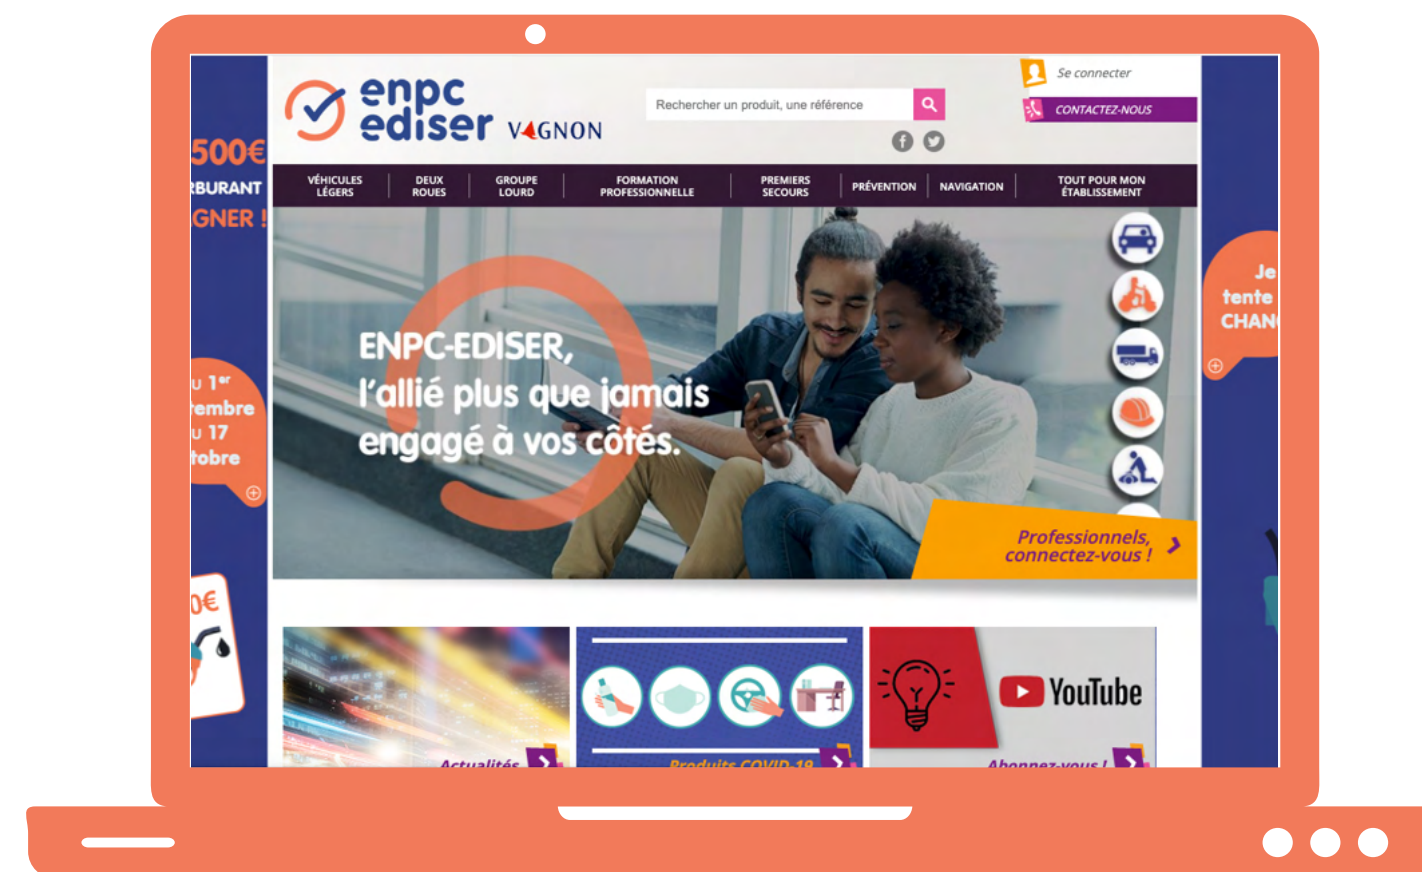 enpc
ediser VAGNON
Rechercher un produit, une référence
Se connecter
CONTACTEZ-NOUS
VÉHICULES
LÉGERS
DEUX
ROUES
GROUPE
LOURD
FORMATION
PROFESSIONNELLE
PREMIERS
SECOURS
PRÉVENTION
NAVIGATION
TOUT POUR MON
ÉTABLISSEMENT
500€
RBURANT
GNER !
u 1er
tembre
u 17
tobre
0€
ENPC-EDISER,
l'allié plus que jamais
engagé à vos côtés.
Professionnels,
connectez-vous !
Je
tente
CHAN
Actualités
Produits COVID-19
YouTube
Abonnez-vous !